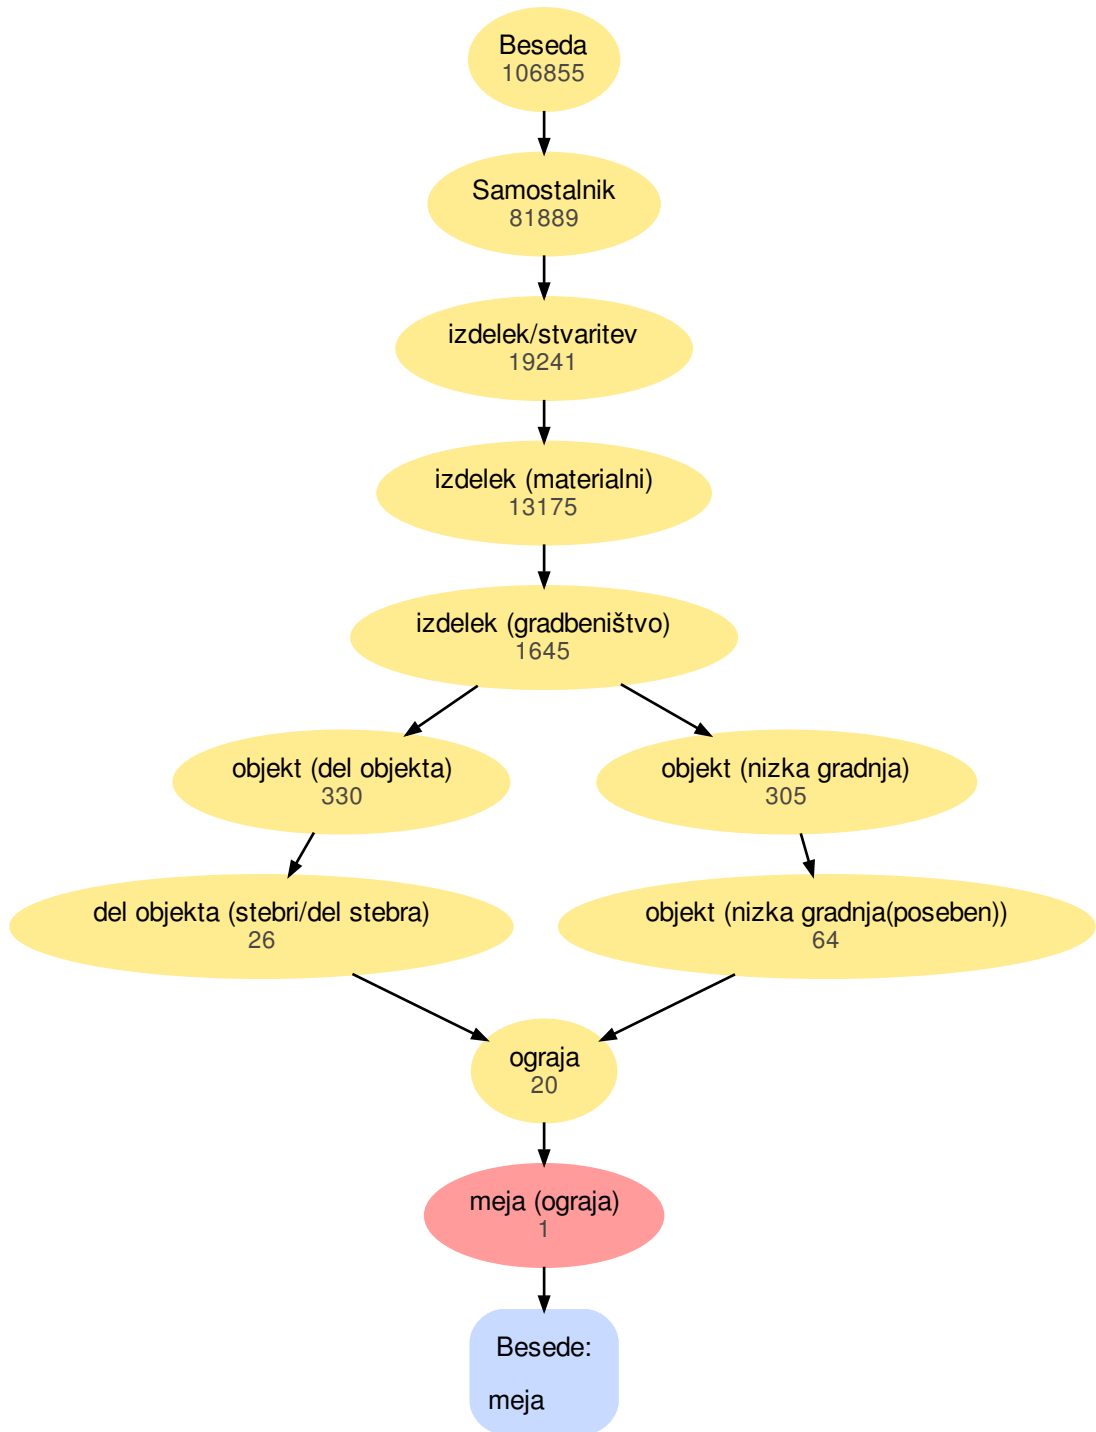 Beseda
106855
Samostalnik
81889
izdelek/stvaritev
19241
izdelek (materialni)
13175
izdelek (gradbeništvo)
1645
objekt (del objekta)
330
objekt (nizka gradnja)
305
del objekta (stebri/del stebra)
26
objekt (nizka gradnja(poseben))
64
ograja
20
meja (ograja)
1
Besede:
meja